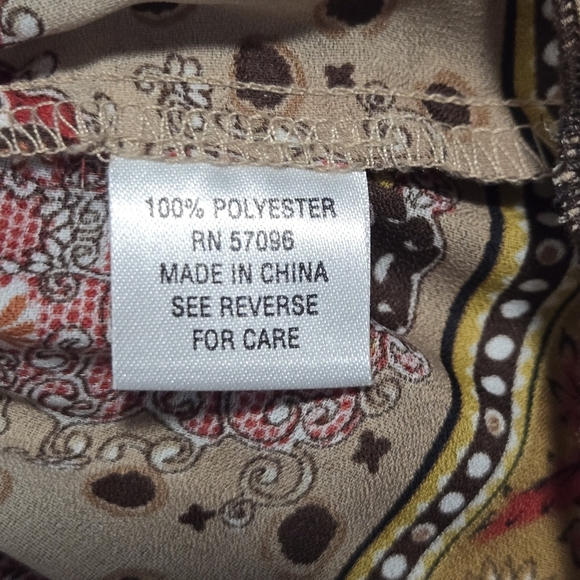 100% POLYESTER
RN 57096
MADE IN CHINA
SEE REVERSE
FOR CARE